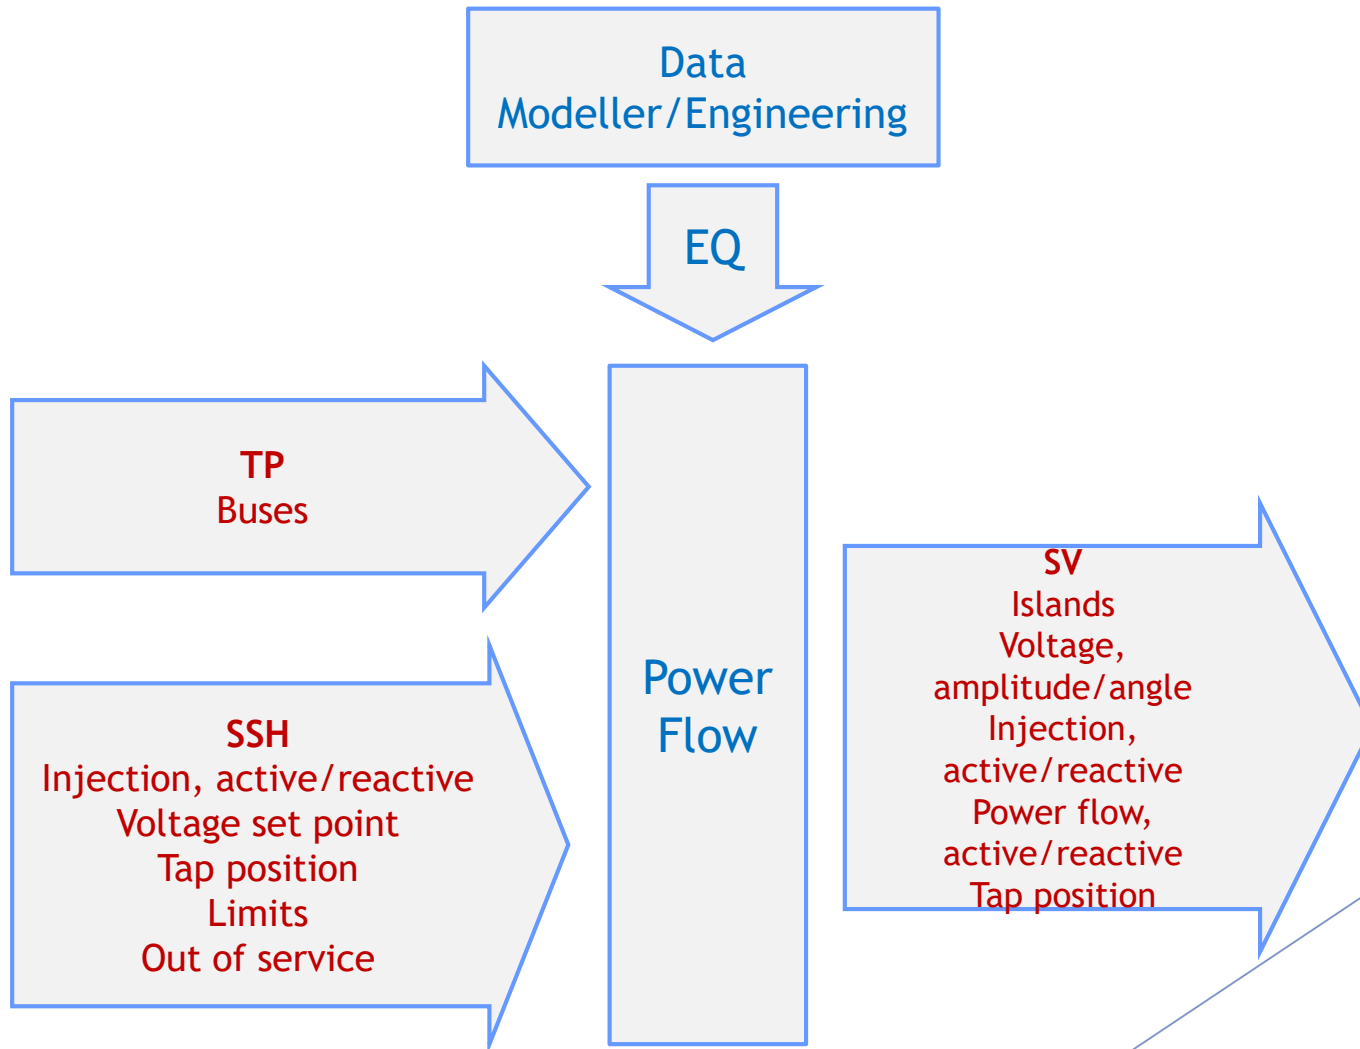 Data
Modeller/Engineering
EQ
TP
Buses
SSH
Injection, active/reactive
Voltage set point
Tap position
Limits
Out of service
Power
Flow
SV
Islands
Voltage,
amplitude/angle
Injection,
active/reactive
Power flow,
active/reactive
Tap position